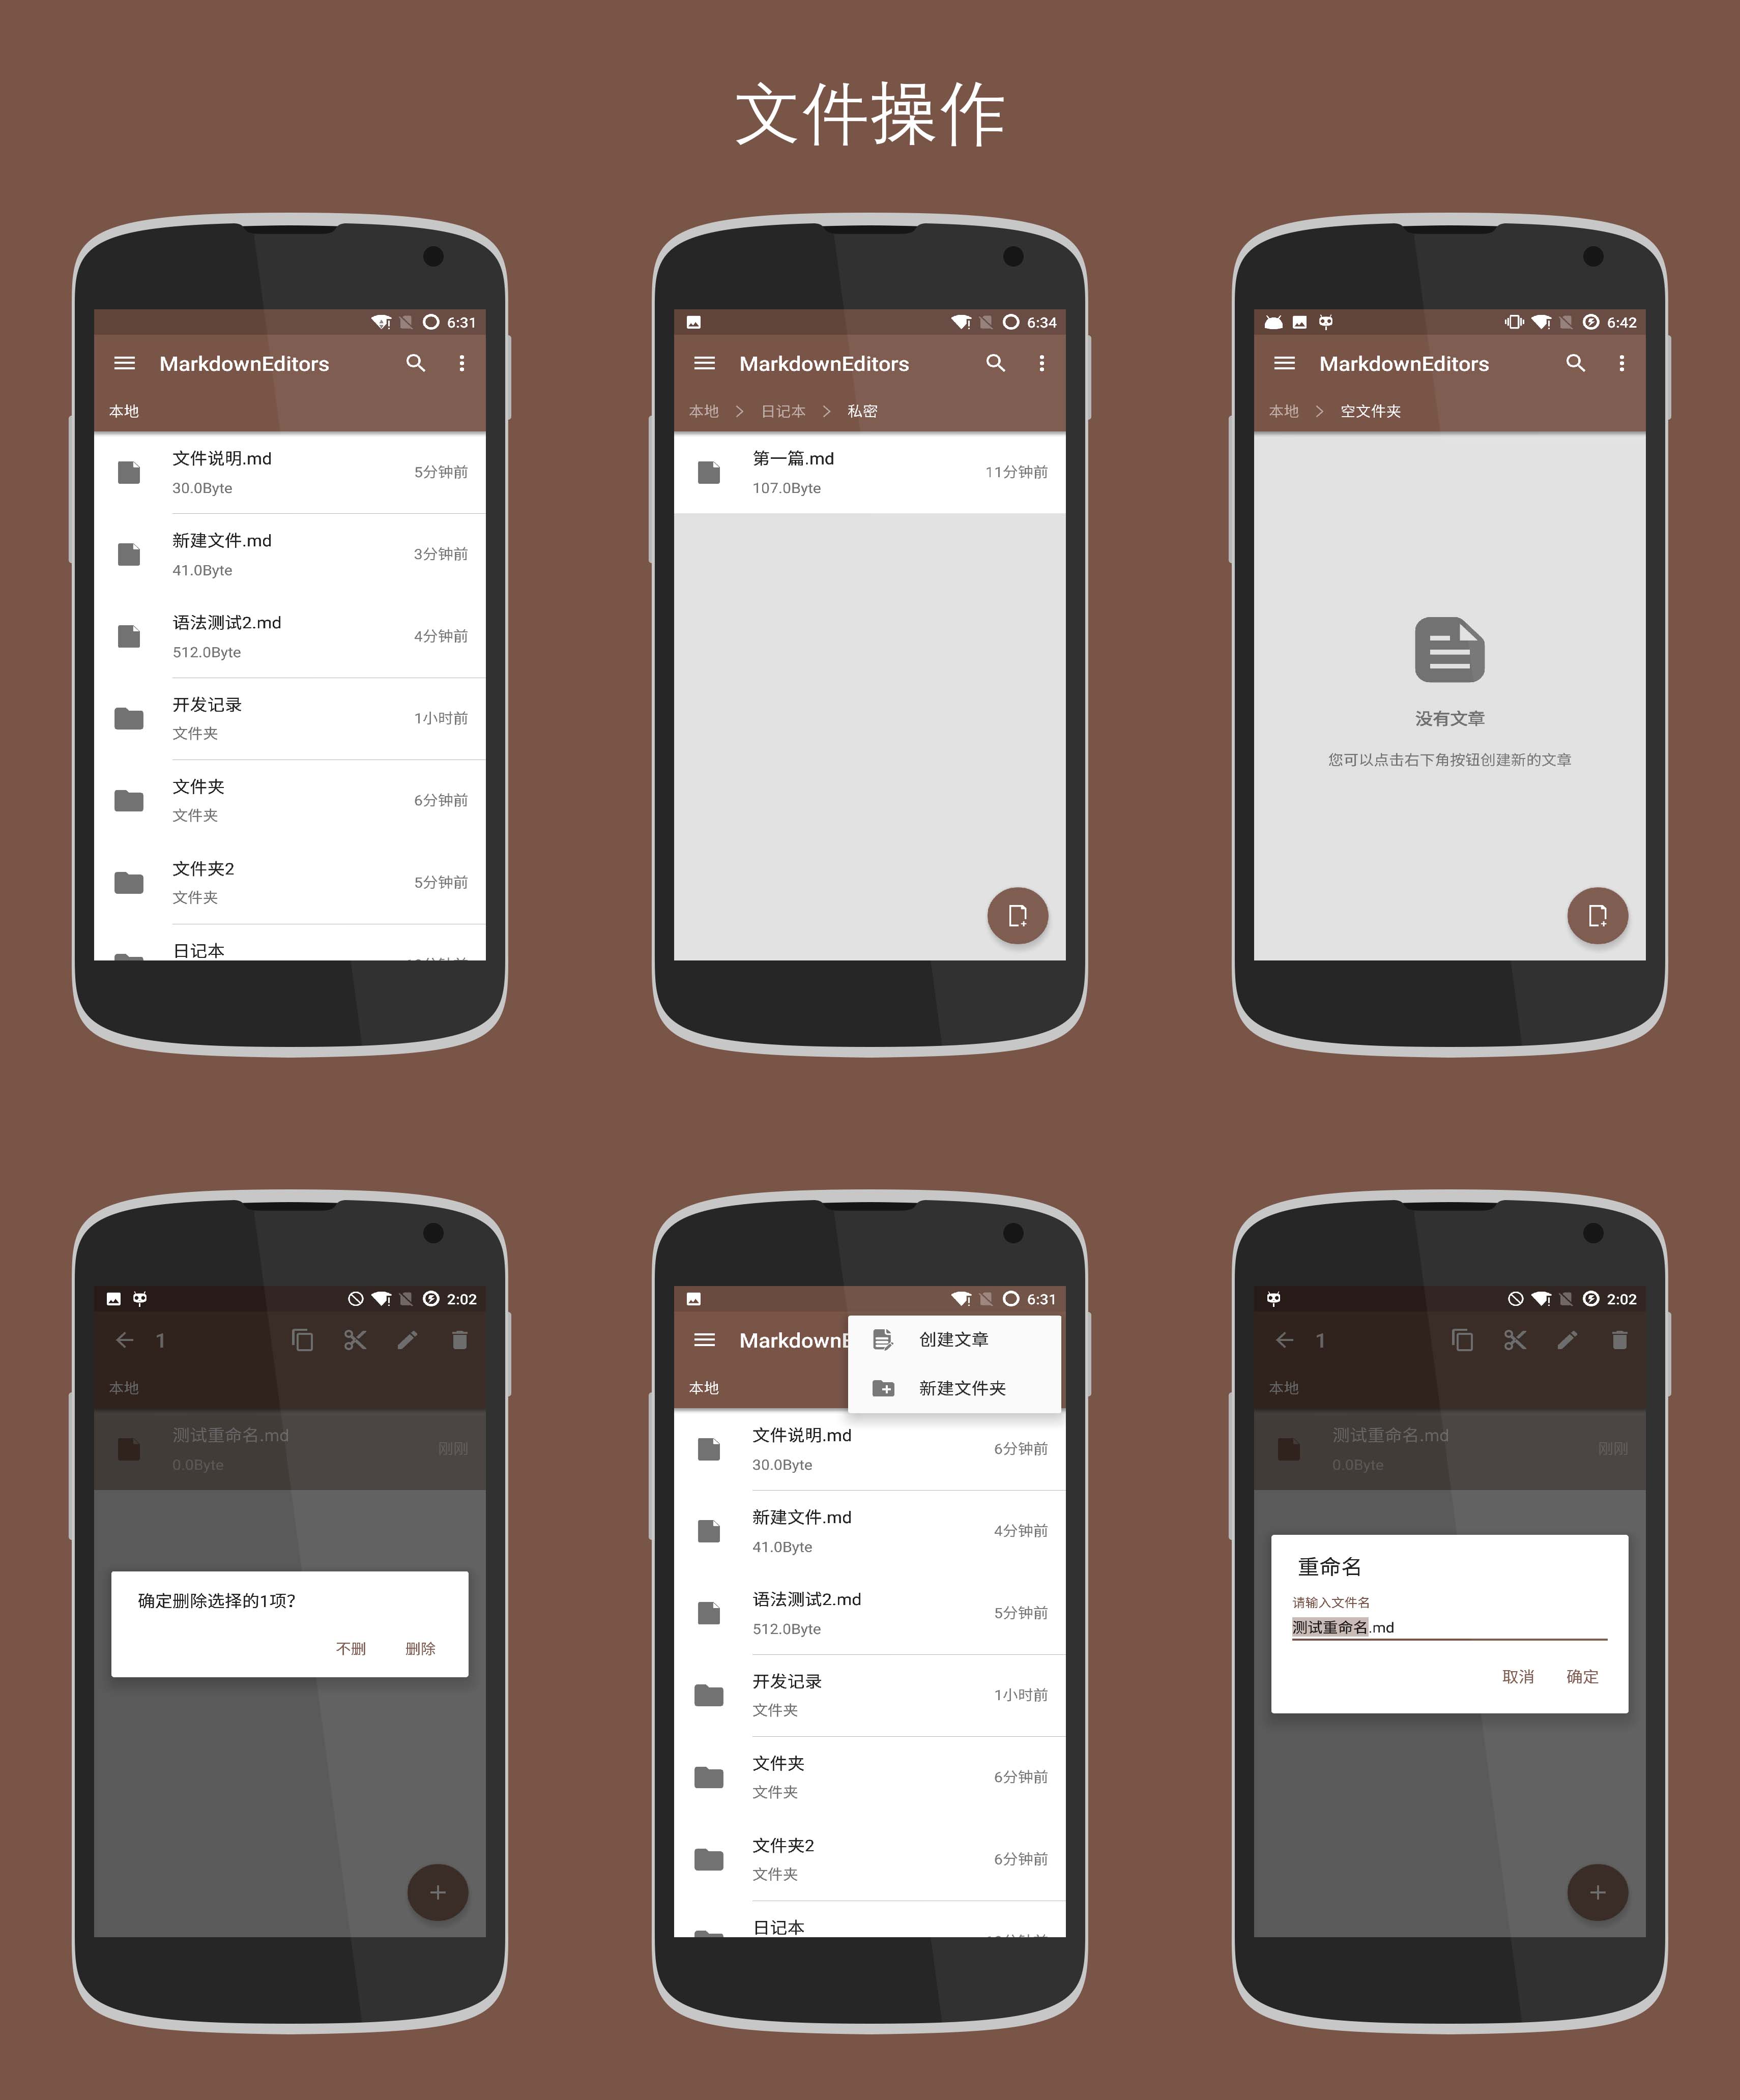 文件操作
6:31
MarkdownEditors
本地
文件说明.md
5分钟前
30.0Byte
新建文件.md
3分钟前
41.0Byte
语法测试2.md
4分钟前
512.0Byte
开发记录
1小时前
文件夹
文件夹
6分钟前
文件夹
文件夹2
5分钟前
文件夹
日记本
6:34
MarkdownEditors
本地 > 日记本 > 私密
第一篇.md
11分钟前
107.0Byte
6:42
MarkdownEditors
本地 > 空文件夹
没有文章
您可以点击右下角按钮创建新的文章
2:02
1
本地
测试重命名.md
刚刚
0.0Byte
确定删除选择的1项?
不删 删除
6:31
MarkdownE
创建文章
本地
新建文件夹
文件说明.md
6分钟前
30.0Byte
新建文件.md
4分钟前
41.0Byte
语法测试2.md
5分钟前
512.0Byte
开发记录
1小时前
文件夹
文件夹
6分钟前
文件夹
文件夹2
6分钟前
文件夹
日记本
2:02
1
本地
测试重命名.md
刚刚
0.0Byte
重命名
请输入文件名
测试重命名.md
取消 确定